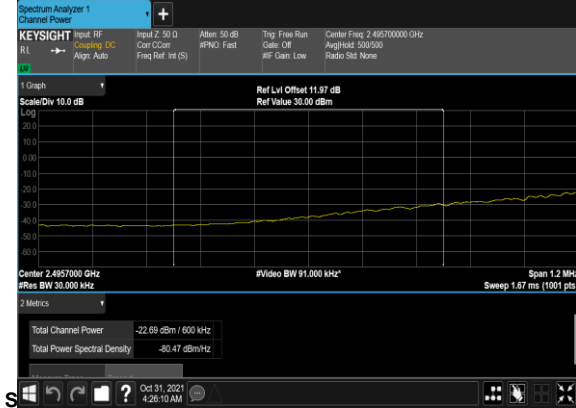 Spectrum Analyzer 1
Channel Power
+
KEYSIGHT Input: RF Input Z: 50 Ω Atten: 50 dB Trig: Free Run Center Freq: 2.495700000 GHz
RL Coupling: DC Corr CCorr #PNO: Fast Gate: Off Avg|Hold: 500/500
Align: Auto Freq Ref: Int (S) #IF Gain: Low Radio Std: None
1 Graph Ref Lvl Offset 11.97 dB
Scale/Div 10.0 dB Ref Value 30.00 dBm
Log
20.0
10.0
0.00
-10.0
-20.0
-30.0
-40.0
-50.0
-60.0
Center 2.4957000 GHz #Video BW 91.000 kHz* Span 1.2 MHz
#Res BW 30.000 kHz Sweep 1.67 ms (1001 pts
2 Metrics
Total Channel Power -22.69 dBm / 600 kHz
Total Power Spectral Density -80.47 dBm/Hz
S
? Oct 31, 2021
4:26:10 AM